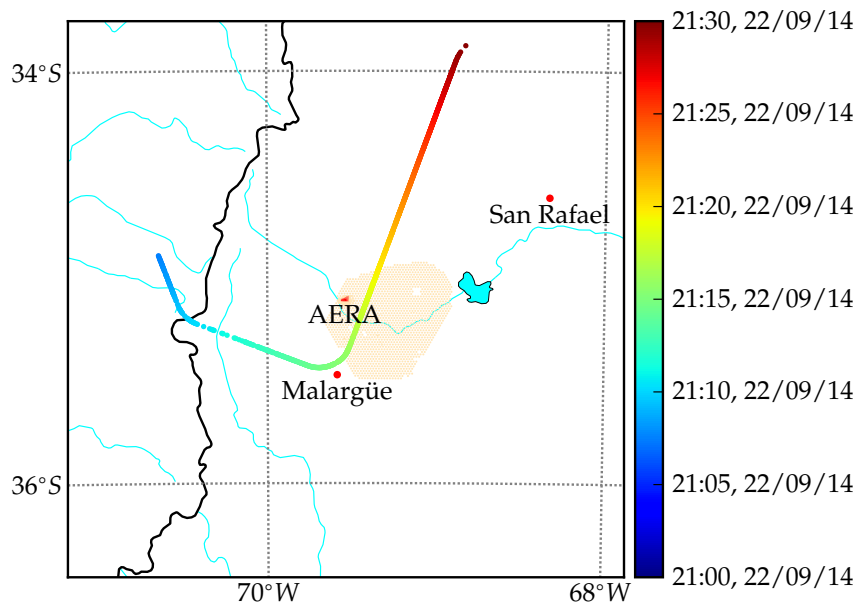 34°S
36°S
70°W
68°W
San Rafael
AERA
Malargüe
21:30, 22/09/14
21:25, 22/09/14
21:20, 22/09/14
21:15, 22/09/14
21:10, 22/09/14
21:05, 22/09/14
21:00, 22/09/14